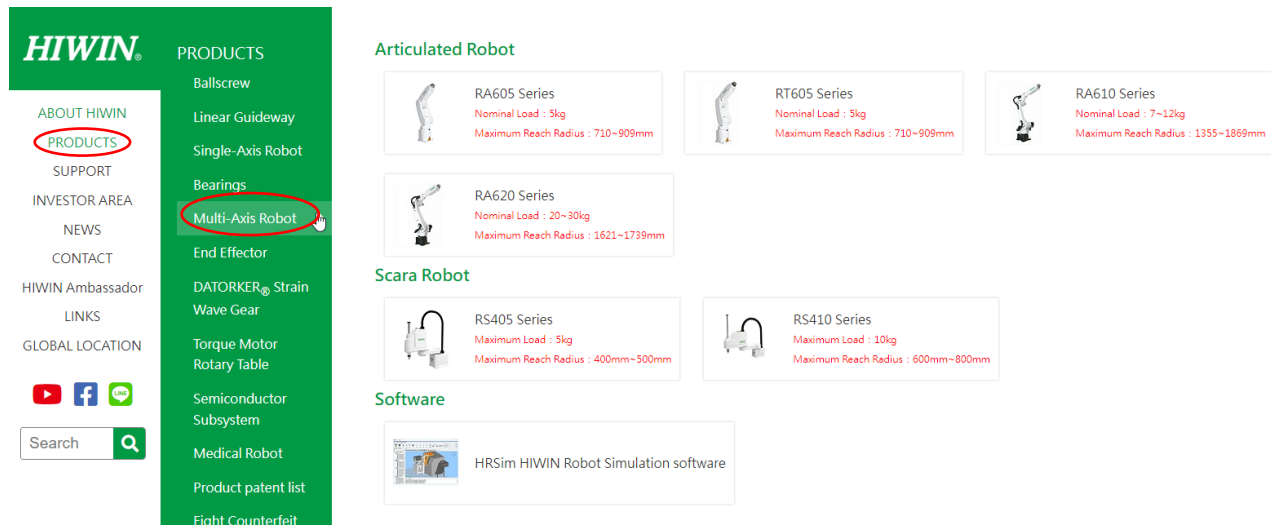 HIWIN®
ABOUT HIWIN
PRODUCTS
SUPPORT
INVESTOR AREA
NEWS
CONTACT
HIWIN Ambassador
LINKS
GLOBAL LOCATION
LINE
Search
PRODUCTS
Ballscrew
Linear Guideway
Single-Axis Robot
Bearings
Multi-Axis Robot
End Effector
DATORKER® Strain
Wave Gear
Torque Motor
Rotary Table
Semiconductor
Subsystem
Medical Robot
Product patent list
Fight Counterfeit
Articulated Robot
RA605 Series
Nominal Load : 5kg
Maximum Reach Radius : 710~909mm
RT605 Series
Nominal Load : 5kg
Maximum Reach Radius : 710~909mm
RA610 Series
Nominal Load : 7~12kg
Maximum Reach Radius : 1355~1869mm
RA620 Series
Nominal Load : 20~30kg
Maximum Reach Radius : 1621~1739mm
Scara Robot
RS405 Series
Maximum Load : 5kg
Maximum Reach Radius : 400mm~500mm
RS410 Series
Maximum Load : 10kg
Maximum Reach Radius : 600mm~800mm
Software
HRSim HIWIN Robot Simulation software